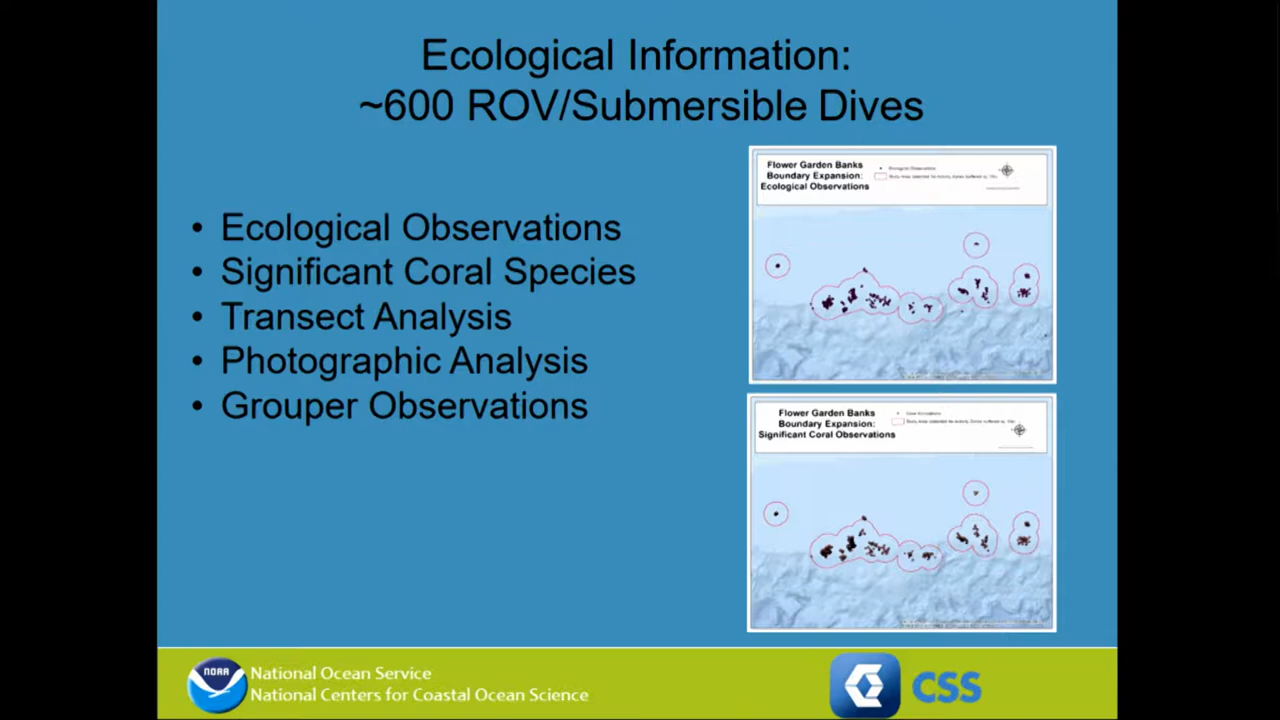 Ecological Information:
~600 ROV/Submersible Dives
• Ecological Observations
• Significant Coral Species
• Transect Analysis
• Photographic Analysis
• Grouper Observations
Flower Garden Banks
Boundary Expansion:
Ecological Observations
Flower Garden Banks
Boundary Expansion:
Significant Coral Observations
NOAA
National Ocean Service
National Centers for Coastal Ocean Science
CSS